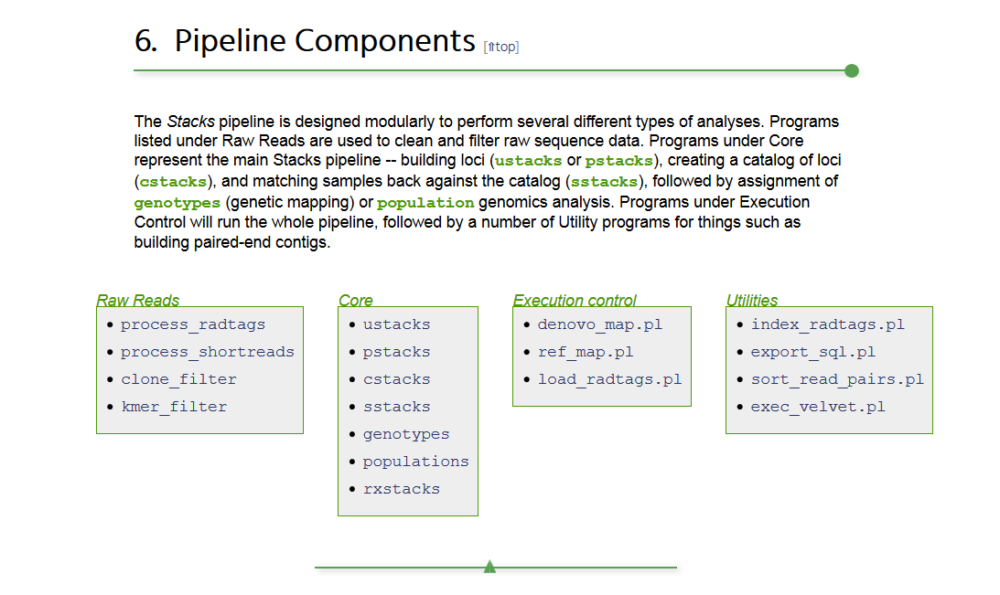 6. Pipeline Components [⇑top]
The Stacks pipeline is designed modularly to perform several different types of analyses. Programs
listed under Raw Reads are used to clean and filter raw sequence data. Programs under Core
represent the main Stacks pipeline -- building loci (ustacks or pstacks), creating a catalog of loci
(cstacks), and matching samples back against the catalog (sstacks), followed by assignment of
genotypes (genetic mapping) or population genomics analysis. Programs under Execution
Control will run the whole pipeline, followed by a number of Utility programs for things such as
building paired-end contigs.
Raw Reads
• process_radtags
• process_shortreads
• clone_filter
• kmer_filter
Core
• ustacks
• pstacks
• cstacks
• sstacks
• genotypes
• populations
• rxstacks
Execution control
• denovo_map.pl
• ref_map.pl
• load_radtags.pl
Utilities
• index_radtags.pl
• export_sql.pl
• sort_read_pairs.pl
• exec_velvet.pl